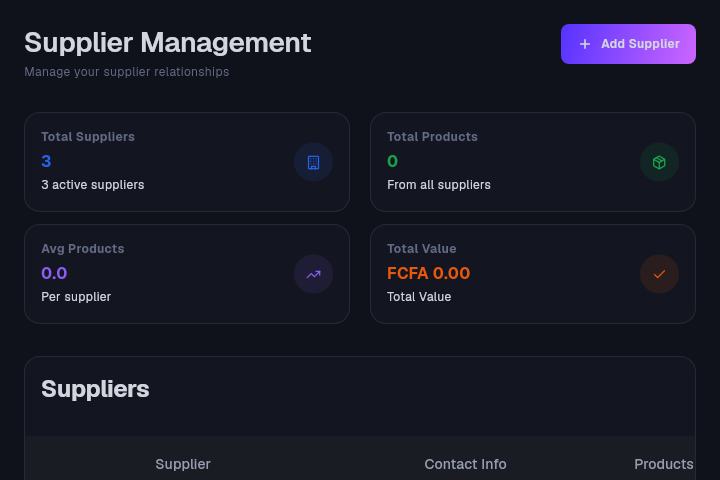 Supplier Management
Manage your supplier relationships
Add Supplier
Total Suppliers
3
3 active suppliers
Total Products
0
From all suppliers
Avg Products
0.0
Per supplier
Total Value
FCFA 0.00
Total Value
Suppliers
Supplier Contact Info Products